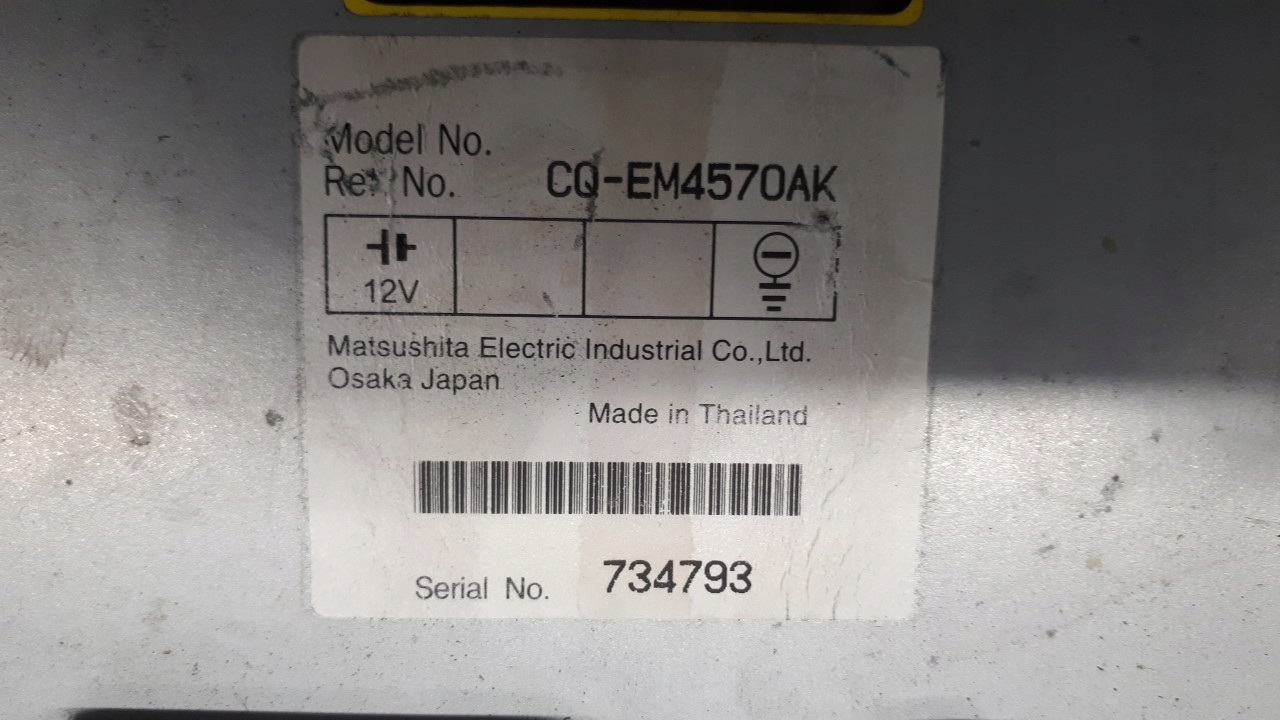 Model No.
Ref. No. CQ-EM4570AK
12V
Matsushita Electric Industrial Co.,Ltd.
Osaka Japan
Made in Thailand
Serial No. 734793